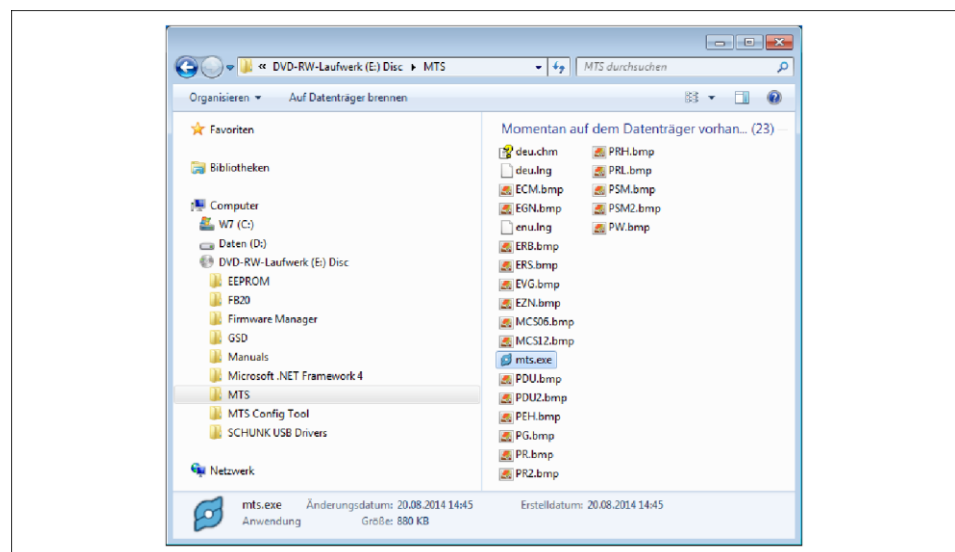 « DVD-RW-Laufwerk (E:) Disc ▸ MTS
MTS durchsuchen
Organisieren
Auf Datenträger brennen
Favoriten
Bibliotheken
Computer
W7 (C:)
Daten (D:)
DVD-RW-Laufwerk (E:) Disc
EEPROM
FB20
Firmware Manager
GSD
Manuals
Microsoft .NET Framework 4
MTS
MTS Config Tool
SCHUNK USB Drivers
Netzwerk
Momentan auf dem Datenträger vorhan... (23)
deu.chm
deu.lng
ECM.bmp
EGN.bmp
enu.lng
ERB.bmp
ERS.bmp
EVG.bmp
EZN.bmp
MCS06.bmp
MCS12.bmp
mts.exe
PDU.bmp
PDU2.bmp
PEH.bmp
PG.bmp
PR.bmp
PR2.bmp
PRH.bmp
PRL.bmp
PSM.bmp
PSM2.bmp
PW.bmp
mts.exe Änderungsdatum: 20.08.2014 14:45 Erstelldatum: 20.08.2014 14:45
Anwendung Größe: 880 KB